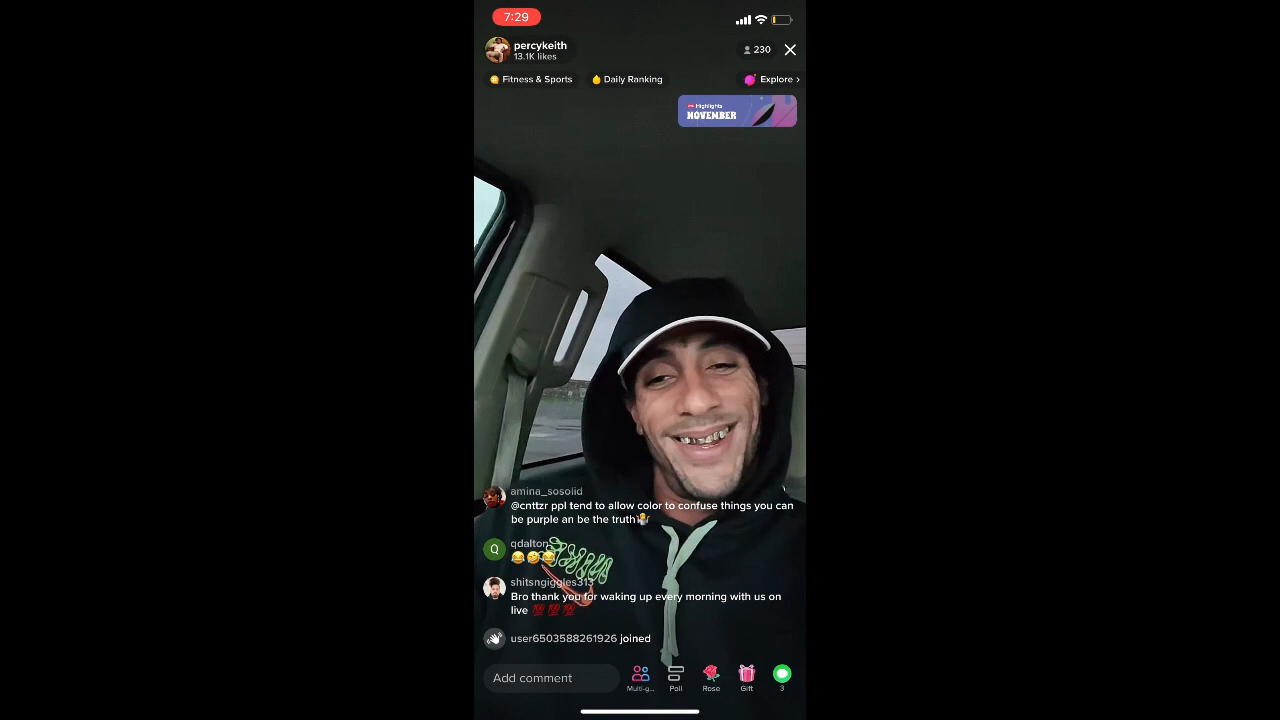 7:29
percykeith
13.1K likes
230
Fitness & Sports
Daily Ranking
Explore >
Highlights
NOVEMBER
amina_sosolid
@cnttzr ppl tend to allow color to confuse things you can
be purple an be the truth🤷
Q
qdalton
😂🤣😂
shitsngiggles313
Bro thank you for waking up every morning with us on
live 💯 💯 💯
user6503588261926 joined
Add comment
Multi-g...
Poll
Rose
Gift
3